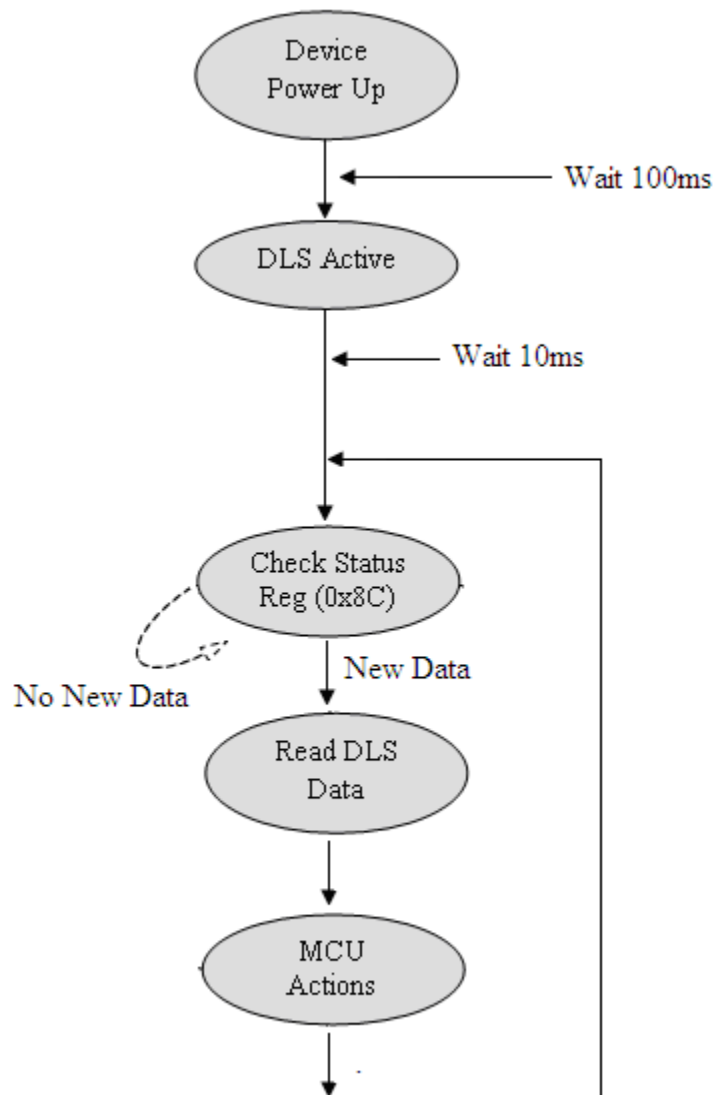 Device
Power Up
Wait 100ms
DLS Active
Wait 10ms
Check Status
Reg (0x8C)
New Data
No New Data
Read DLS
Data
MCU
Actions